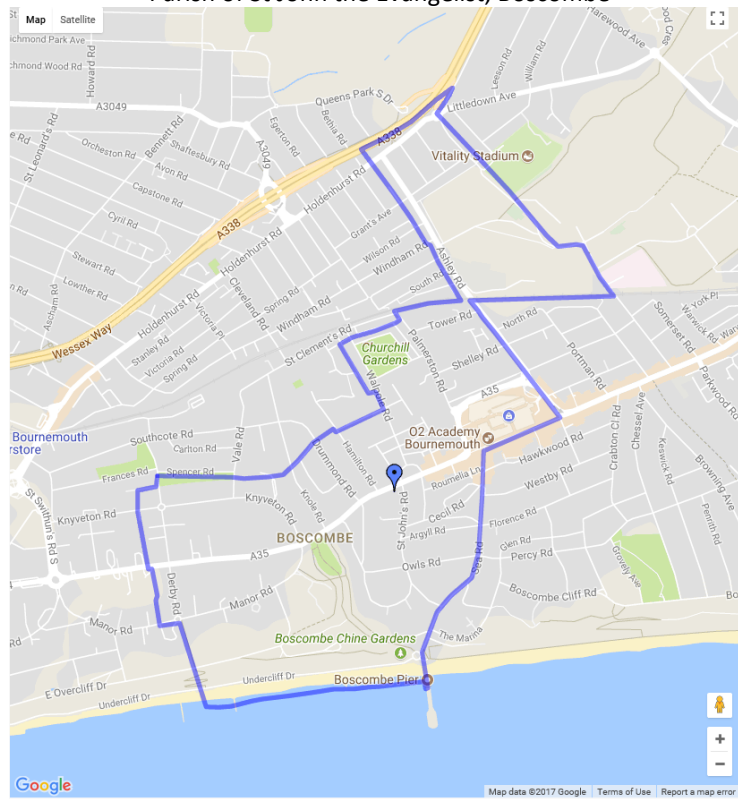 Parish of St John the Evangelist, Boscombe
Map
Satellite
Richmond Park Ave
Howard Rd
A3049
Bennett Rd
Queens Park S Dr
Bethia Rd
Egerton Rd
A3049
A338
Littledown Ave
Leeson Rd
William Rd
Harewood Ave
Vitality Stadium
St Leonard's Rd
Orcheston Rd
Shaftesbury Rd
Avon Rd
Capstone Rd
Cyril Rd
Holdenhurst Rd
Grant's Ave
Wilson Rd
Windham Rd
A338
Stewart Rd
Lowther Rd
Ascham Rd
Holdenhurst Rd
Cleveland Rd
Spring Rd
Windham Rd
South Rd
Ashley Rd
Victoria Pl
Wessex Way
Holdenhurst Rd
Stanley Rd
Victoria Rd
Spring Rd
St Clement's Rd
Tower Rd
North Rd
Palmerston Rd
Shelley Rd
Churchill
Gardens
Walpole Rd
A35
Portman Rd
Somerset Rd
York Pl
Warwick Rd
Parkwood Rd
Bournemouth
Southcote Rd
Carlton Rd
Vale Rd
Drummond Rd
Hamilton Rd
O2 Academy
Bournemouth
Hawkwood Rd
Crabton Cl Rd
Chessel Ave
Keswick Rd
Browning Ave
Frances Rd
Spencer Rd
Roumelia Ln
Westby Rd
Penrith Rd
St Swithun's Rd S
Knyveton Rd
Knyveton Rd
Knole Rd
St John's Rd
Cecil Rd
Argyll Rd
Florence Rd
Glen Rd
Percy Rd
BOSCOMBE
A35
Owls Rd
Sea Rd
Grovely Ave
Derby Rd
Manor Rd
Manor Rd
Boscombe Cliff Rd
The Marina
Boscombe Chine Gardens
E Overcliff Dr
Undercliff Dr
Undercliff Dr
Boscombe Pier
Google
Map data ©2017 Google
Terms of Use
Report a map error